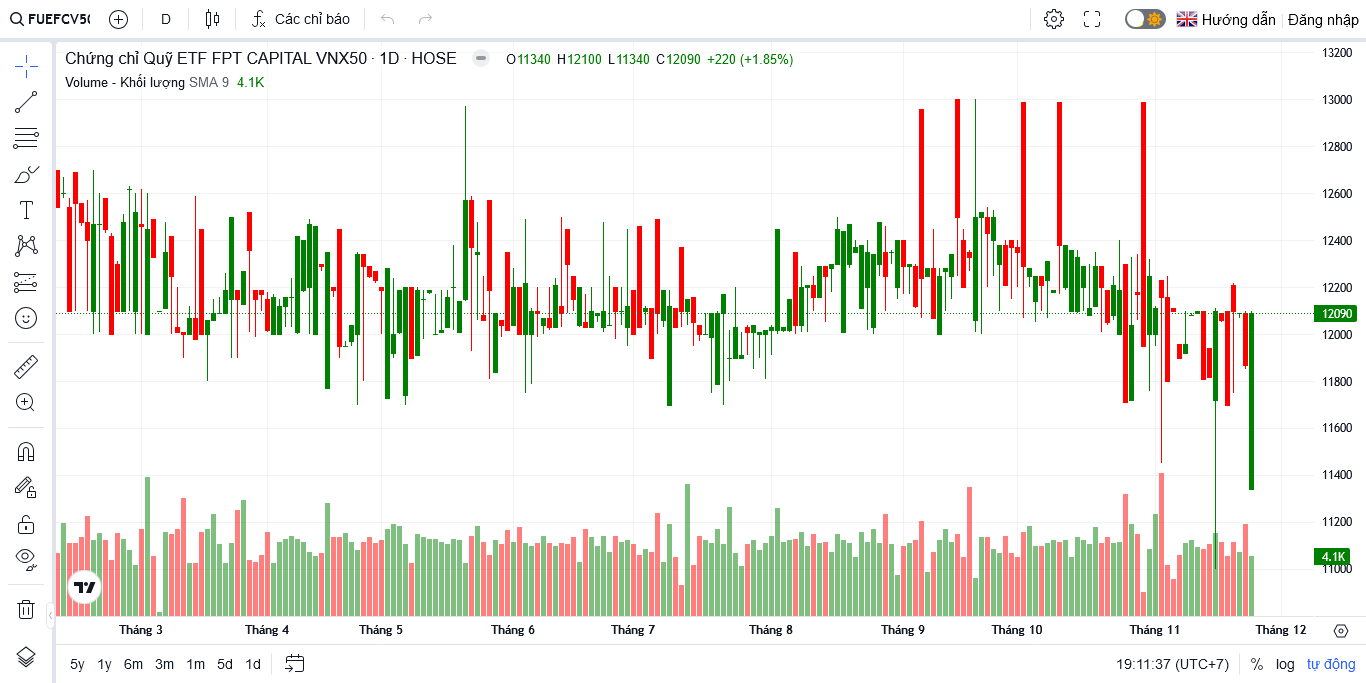 FUEFCV50 D Các chỉ báo Hướng dẫn Đăng nhập
Chứng chỉ Quỹ ETF FPT CAPITAL VNX50 · 1D · HOSE O11340 H12100 L11340 C12090 +220 (+1.85%)
Volume - Khối lượng SMA 9 4.1K
13200
13000
12800
12600
12400
12200
12090
12000
11800
11600
11400
11200
4.1K
11000
Tháng 3 Tháng 4 Tháng 5 Tháng 6 Tháng 7 Tháng 8 Tháng 9 Tháng 10 Tháng 11 Tháng 12
5y 1y 6m 3m 1m 5d 1d 19:11:37 (UTC+7) % log tự động